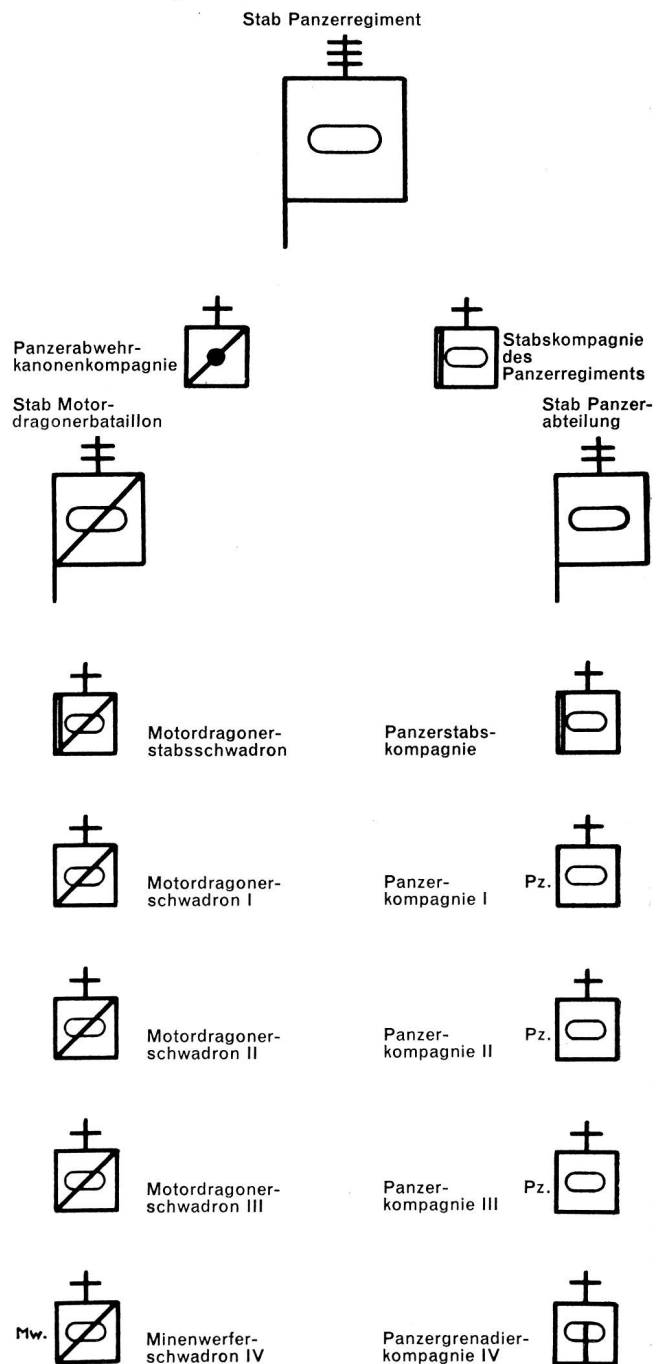 Stab Panzerregiment
Panzerabwehr-
kanonenkompagnie
Stabskompagnie
des
Panzerregiments
Stab Motor-
dragonerbataillon
Stab Panzer-
abteilung
Motordragoner-
stabsschwadron
Panzerstabs-
kompagnie
Motordragoner-
schwadron I
Panzer-
kompagnie I
Pz.
Motordragoner-
schwadron II
Panzer-
kompagnie II
Pz.
Motordragoner-
schwadron III
Panzer-
kompagnie III
Pz.
Mw.
Minenwerfer-
schwadron IV
Panzergrenadier-
kompagnie IV